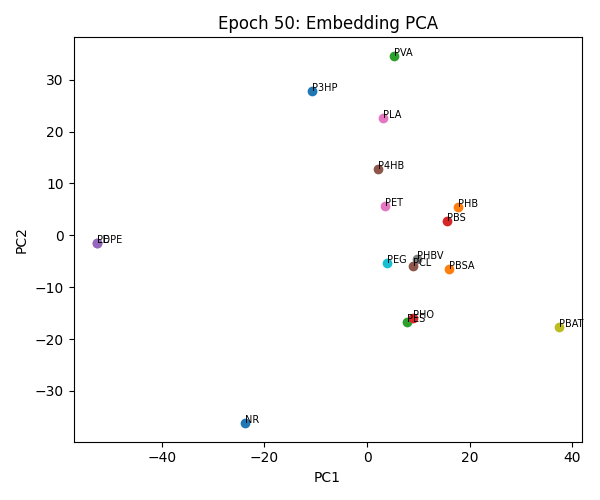 Epoch 50: Embedding PCA
PVA
P3HP
PLA
P4HB
PET
PHB
PBS
LDPE
PHBV
PEG
PCL
PBSA
PHO
PES
PBAT
NR
30
20
10
0
−10
−20
−30
PC2
−40
−20
0
20
40
PC1